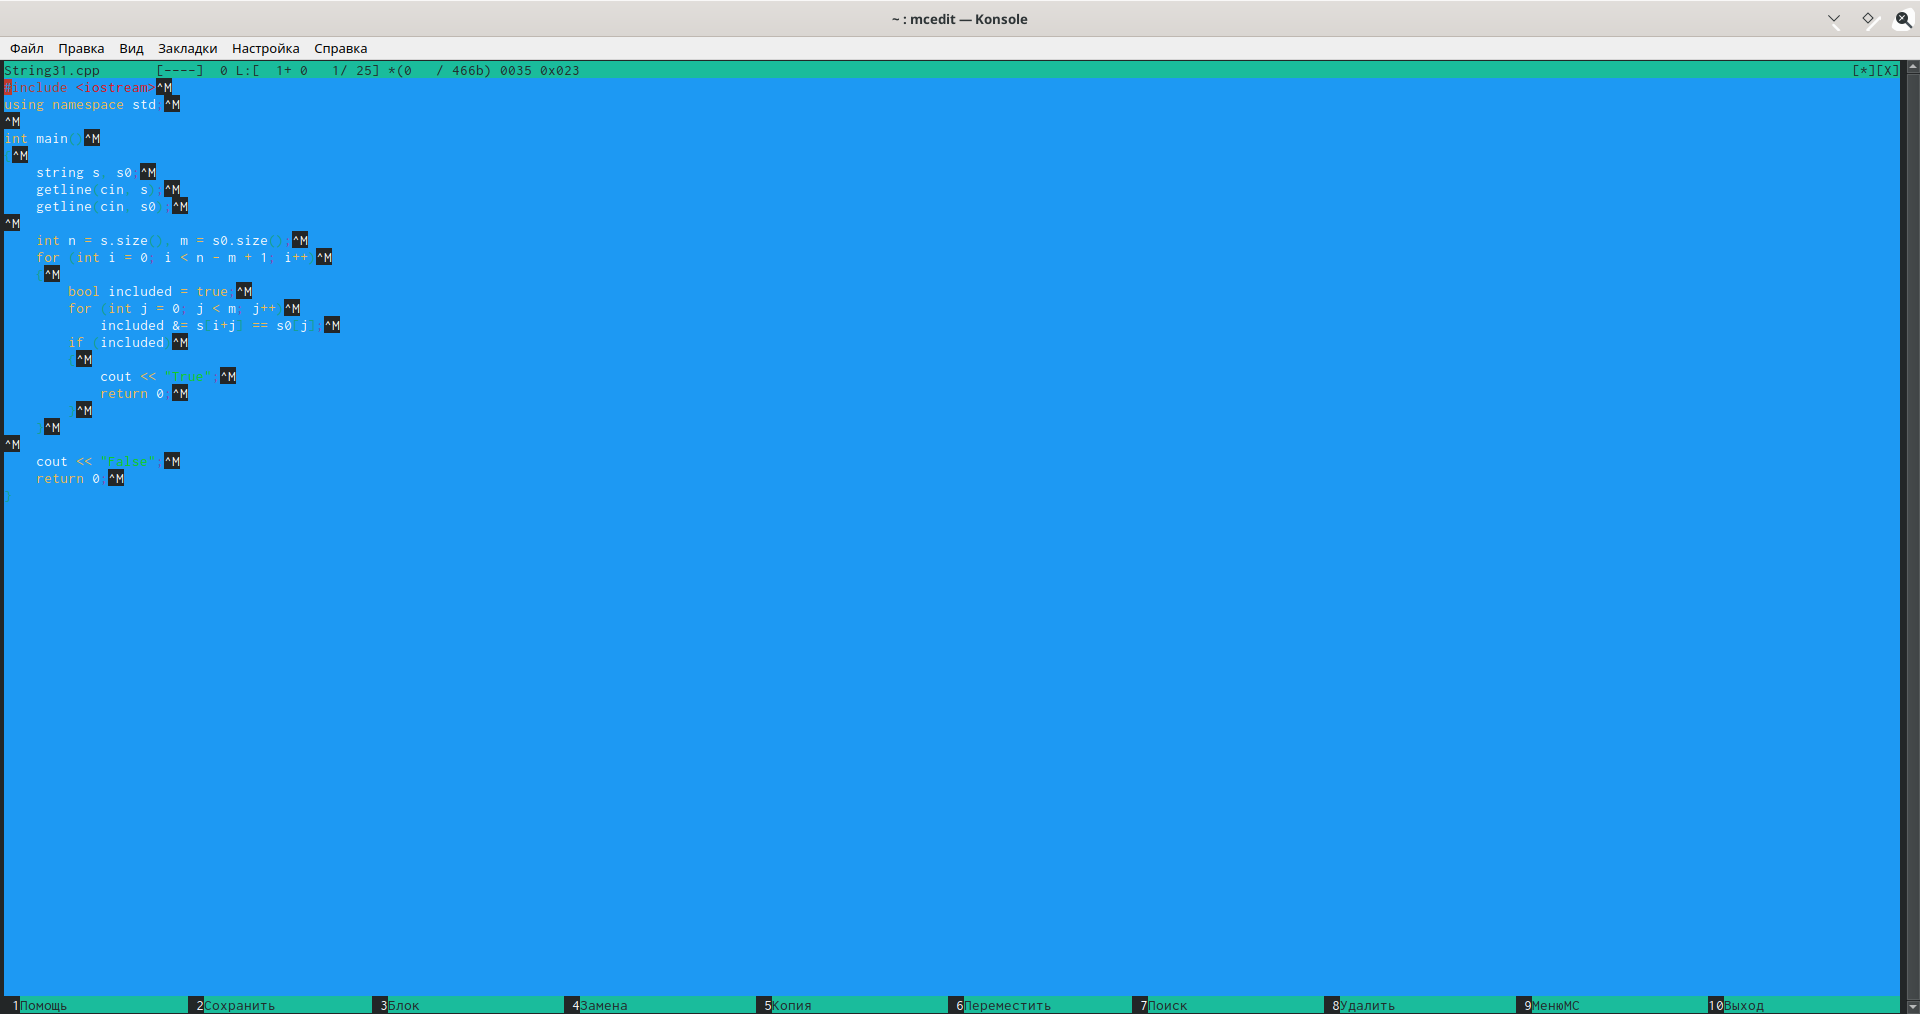 ~ : mcedit — Konsole
Файл Правка Вид Закладки Настройка Справка
String31.cpp [----] 0 L:[ 1+ 0 1/ 25] *(0 / 466b) 0035 0x023 [*][X]
#include <iostream>^M
using namespace std;^M
^M
int main()^M
{^M
string s, s0;^M
getline(cin, s);^M
getline(cin, s0);^M
^M
int n = s.size(), m = s0.size();^M
for (int i = 0; i < n - m + 1; i++)^M
{^M
bool included = true;^M
for (int j = 0; j < m; j++)^M
included &= s[i+j] == s0[j];^M
if (included)^M
{^M
cout << "True";^M
return 0;^M
}^M
}^M
^M
cout << "False";^M
return 0;^M
}
1Помощь 2Сохранить 3Блок 4Замена 5Копия 6Переместить 7Поиск 8Удалить 9МенюМС 10Выход